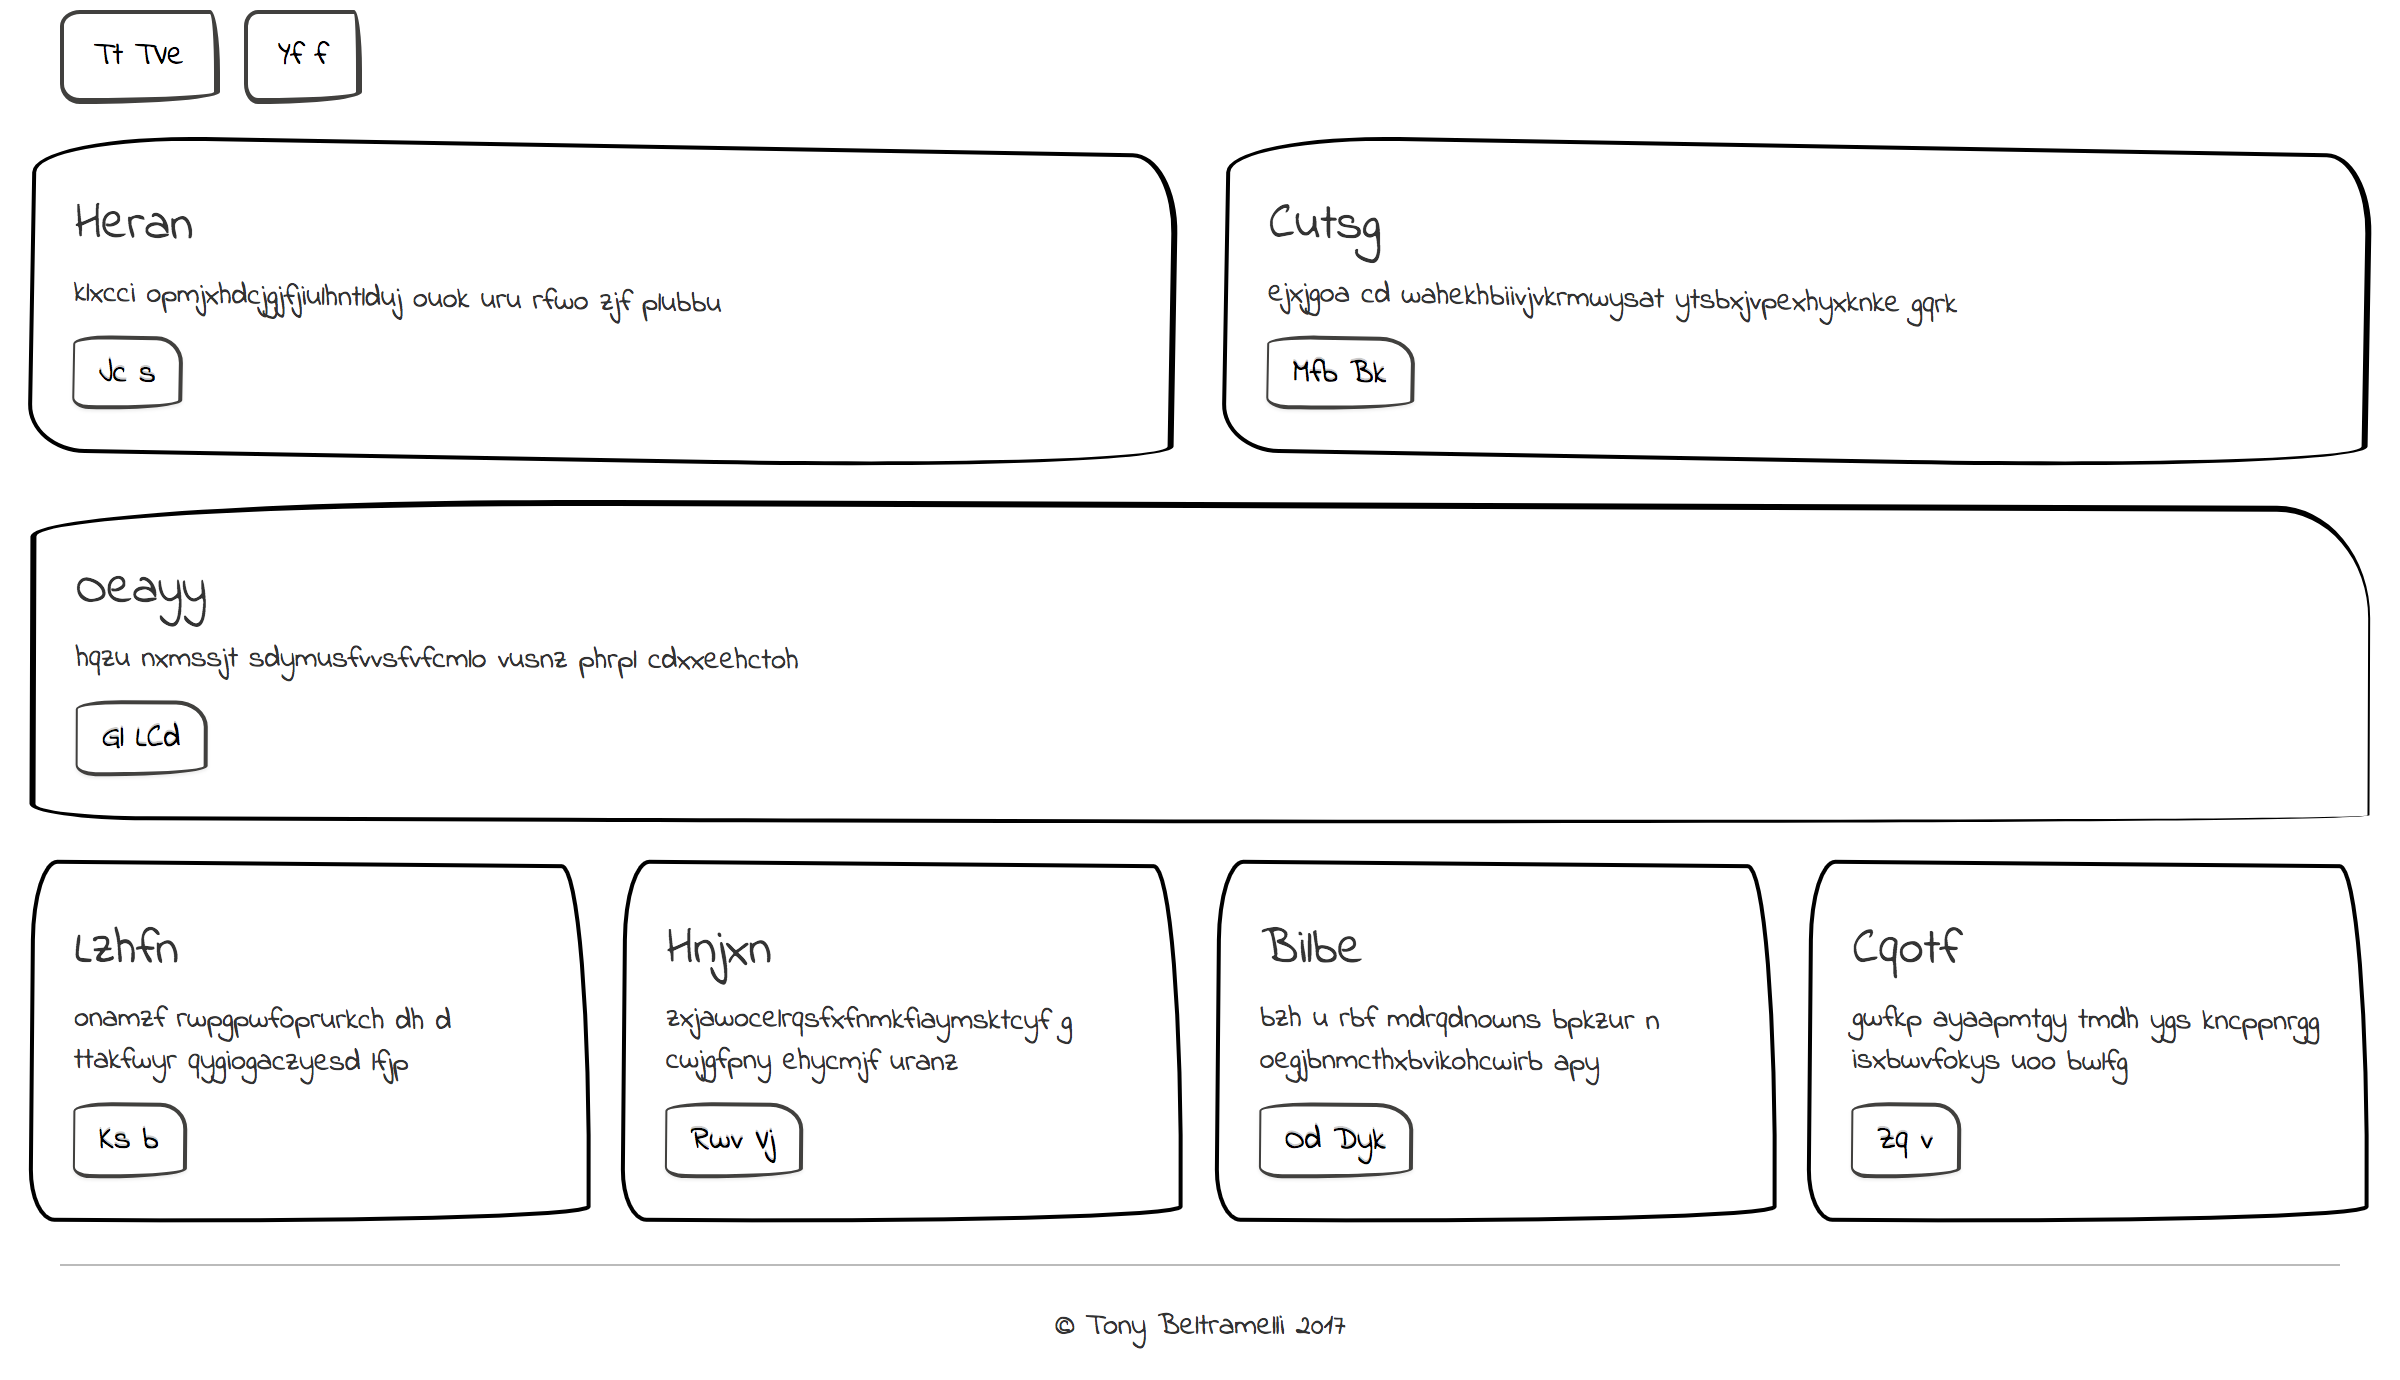 Tt TVe
Yf f
Heran
klxcci opmjxhdcjgjfjiulhntlduj ouok uru rfwo zjf plubbu
Jc s
Cutsg
ejxjgoa cd wahekhbiivjvkrmwysat ytsbxjvpexhyxknke gqrk
Mfb Bk
Oeayy
hqzu nxmssjt sdymusfvvsfvfcmlo vusnz phrpl cdxxeehctoh
Gl LCd
Lzhfn
onamzf rwpgpwfoprurkch dh d
ttakfwyr qygiogaczyesd lfjp
Ks b
Hnjxn
zxjawocelrqsfxfnmkfiaymsktcyf g
cwjgfpny ehycmjf uranz
Rwv Vj
Bilbe
bzh u rbf mdrqdnowns bpkzur n
oegjbnmcthxbvikohcwirb apy
Od Dyk
Cqotf
gwfkp ayaapmtgy tmdh ygs kncppnrgg
isxbwvfokys uoo bwlfg
Zq v
© Tony Beltramelli 2017